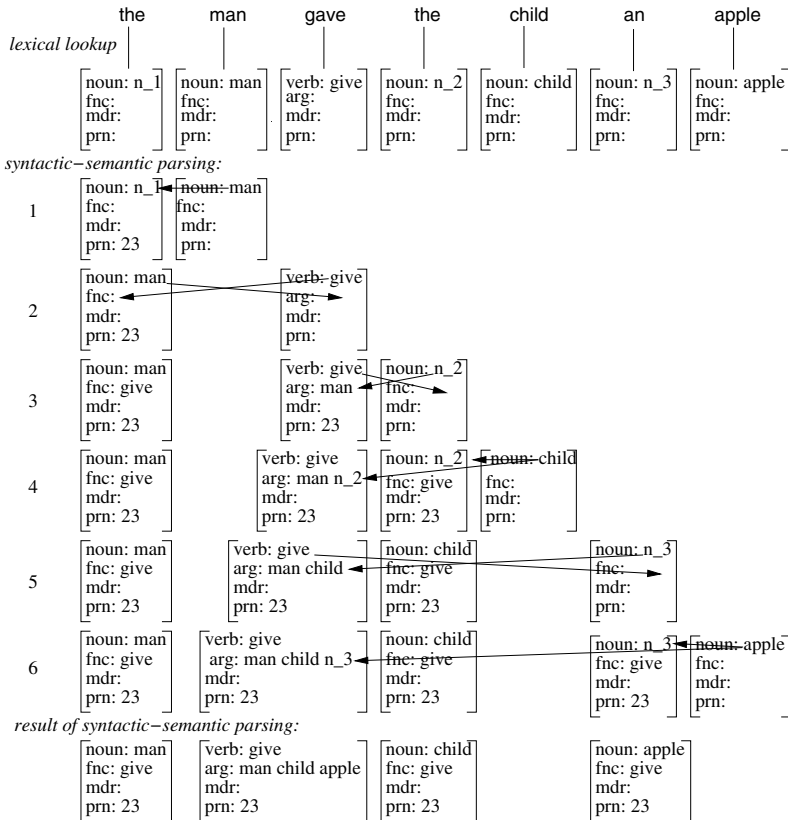 the man gave the child an apple
lexical lookup
noun: n_1 noun: man verb: give noun: n_2 noun: child noun: n_3 noun: apple
fnc: fnc: arg: fnc: fnc: fnc: fnc:
mdr: mdr: mdr: mdr: mdr: mdr: mdr:
prn: prn: prn: prn: prn: prn: prn:
syntactic−semantic parsing:
noun: n_1 noun: man
1 fnc: fnc:
mdr: mdr:
prn: 23 prn:
noun: man verb: give
2 fnc: arg:
mdr: mdr:
prn: 23 prn:
noun: man verb: give noun: n_2
3 fnc: give arg: man fnc:
mdr: mdr: mdr:
prn: 23 prn: 23 prn:
noun: man verb: give noun: n_2 noun: child
4 fnc: give arg: man n_2 fnc: give fnc:
mdr: mdr: mdr: mdr:
prn: 23 prn: 23 prn: 23 prn:
noun: man verb: give noun: child noun: n_3
5 fnc: give arg: man child fnc: give fnc:
mdr: mdr: mdr: mdr:
prn: 23 prn: 23 prn: 23 prn:
noun: man verb: give noun: child noun: n_3 noun: apple
6 fnc: give arg: man child n_3 fnc: give fnc: give fnc:
mdr: mdr: mdr: mdr: mdr:
prn: 23 prn: 23 prn: 23 prn: 23 prn:
result of syntactic−semantic parsing:
noun: man verb: give noun: child noun: apple
fnc: give arg: man child apple fnc: give fnc: give
mdr: mdr: mdr: mdr:
prn: 23 prn: 23 prn: 23 prn: 23